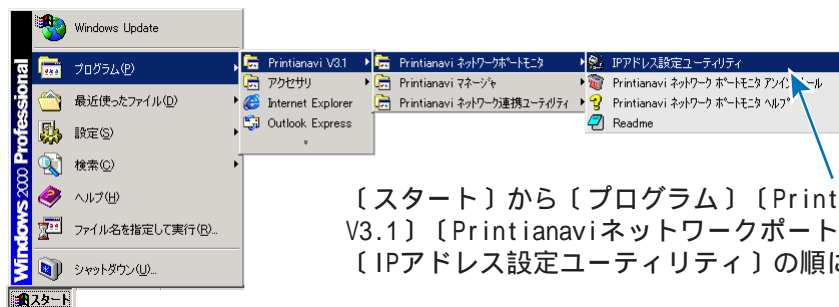 Windows Update
プログラム(P)
最近使ったファイル(D)
設定(S)
検索(C)
ヘルプ(H)
ファイル名を指定して実行(R)...
シャットダウン(U)...
Windows 2000 Professional
スタート
Printianavi V3.1
アクセサリ
Internet Explorer
Outlook Express
Printianavi ネットワークポートモニタ
Printianavi マネージャ
Printianavi ネットワーク連携ユーティリティ
IPアドレス設定ユーティリティ
Printianavi ネットワーク ポートモニタ アンインストール
Printianavi ネットワーク ポートモニタ ヘルプ
Readme
〔スタート〕から〔プログラム〕〔Print
V3.1〕〔Printianaviネットワークポート
〔IPアドレス設定ユーティリティ〕の順に